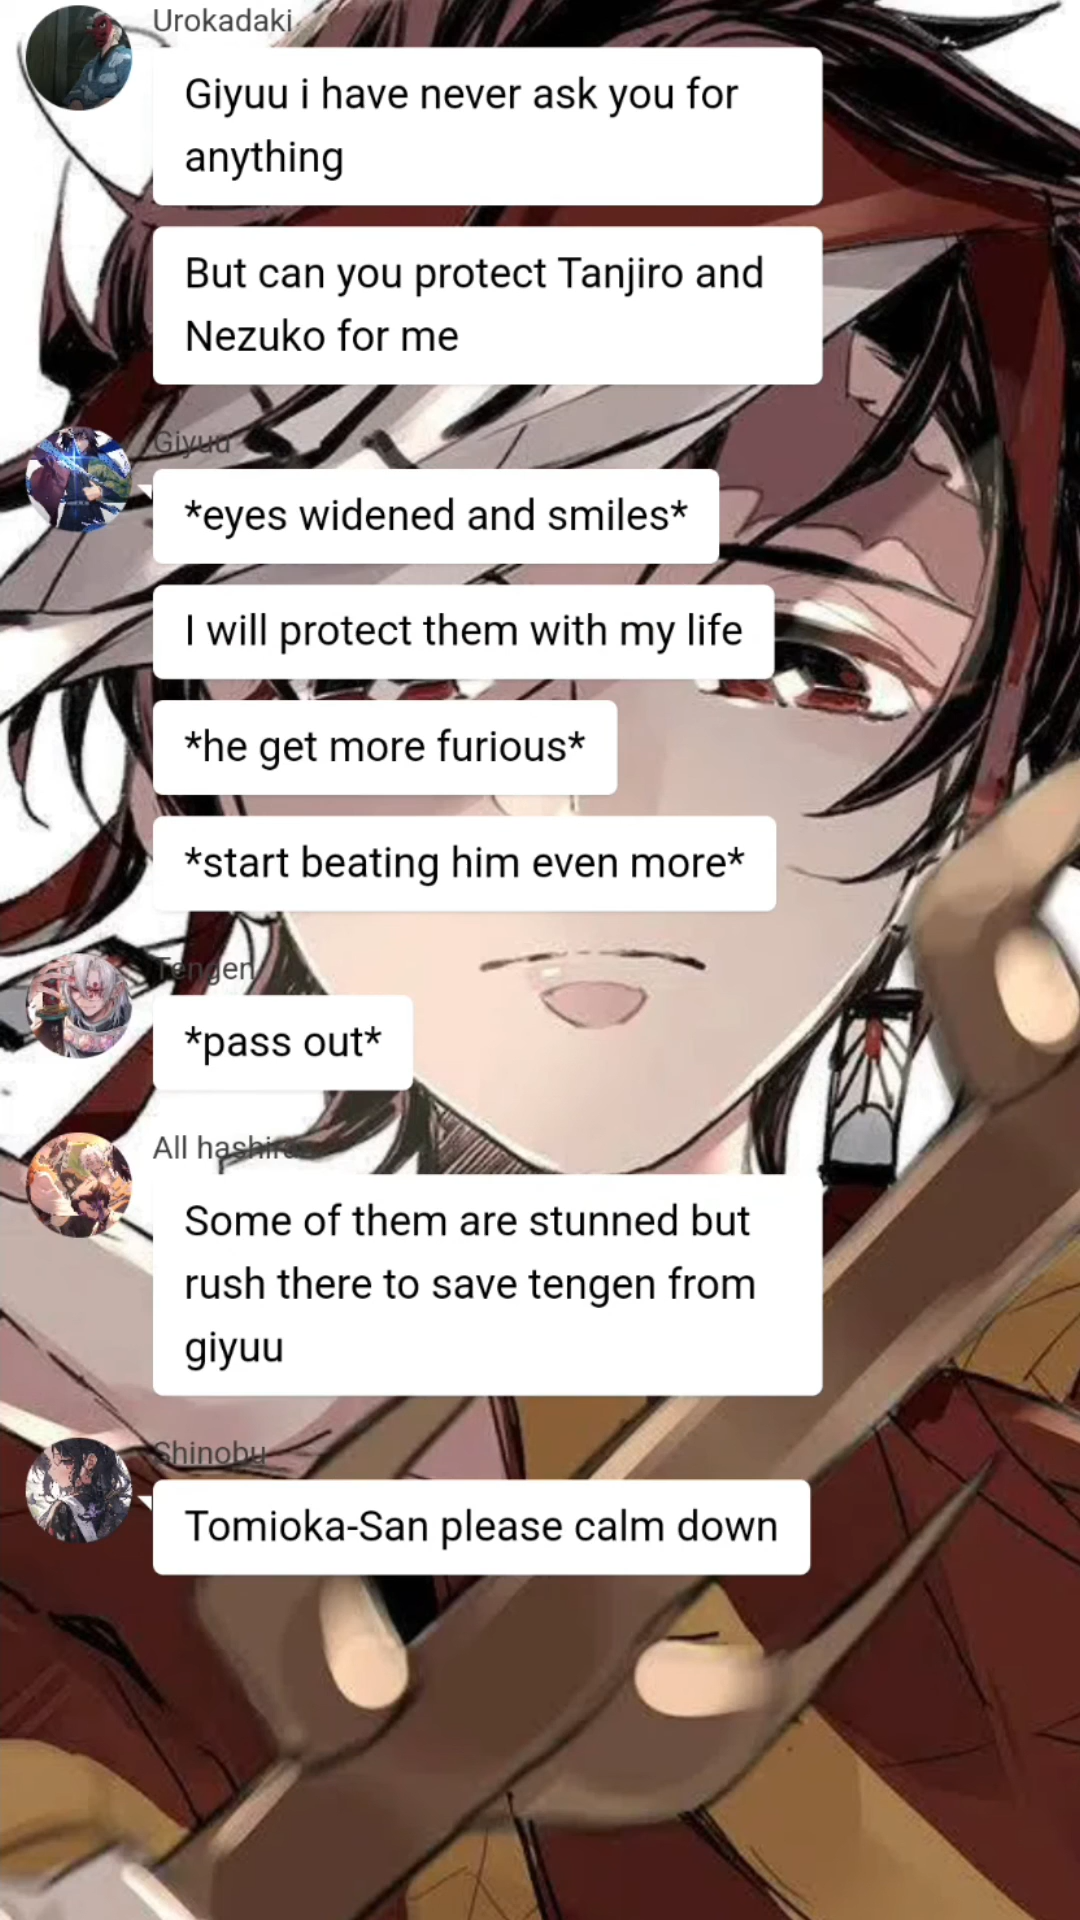 Urokadaki
Giyuu i have never ask you for
anything
But can you protect Tanjiro and
Nezuko for me
Giyuu
*eyes widened and smiles*
I will protect them with my life
*he get more furious*
*start beating him even more*
Tengen
*pass out*
All hashiras
Some of them are stunned but
rush there to save tengen from
giyuu
Shinobu
Tomioka-San please calm down